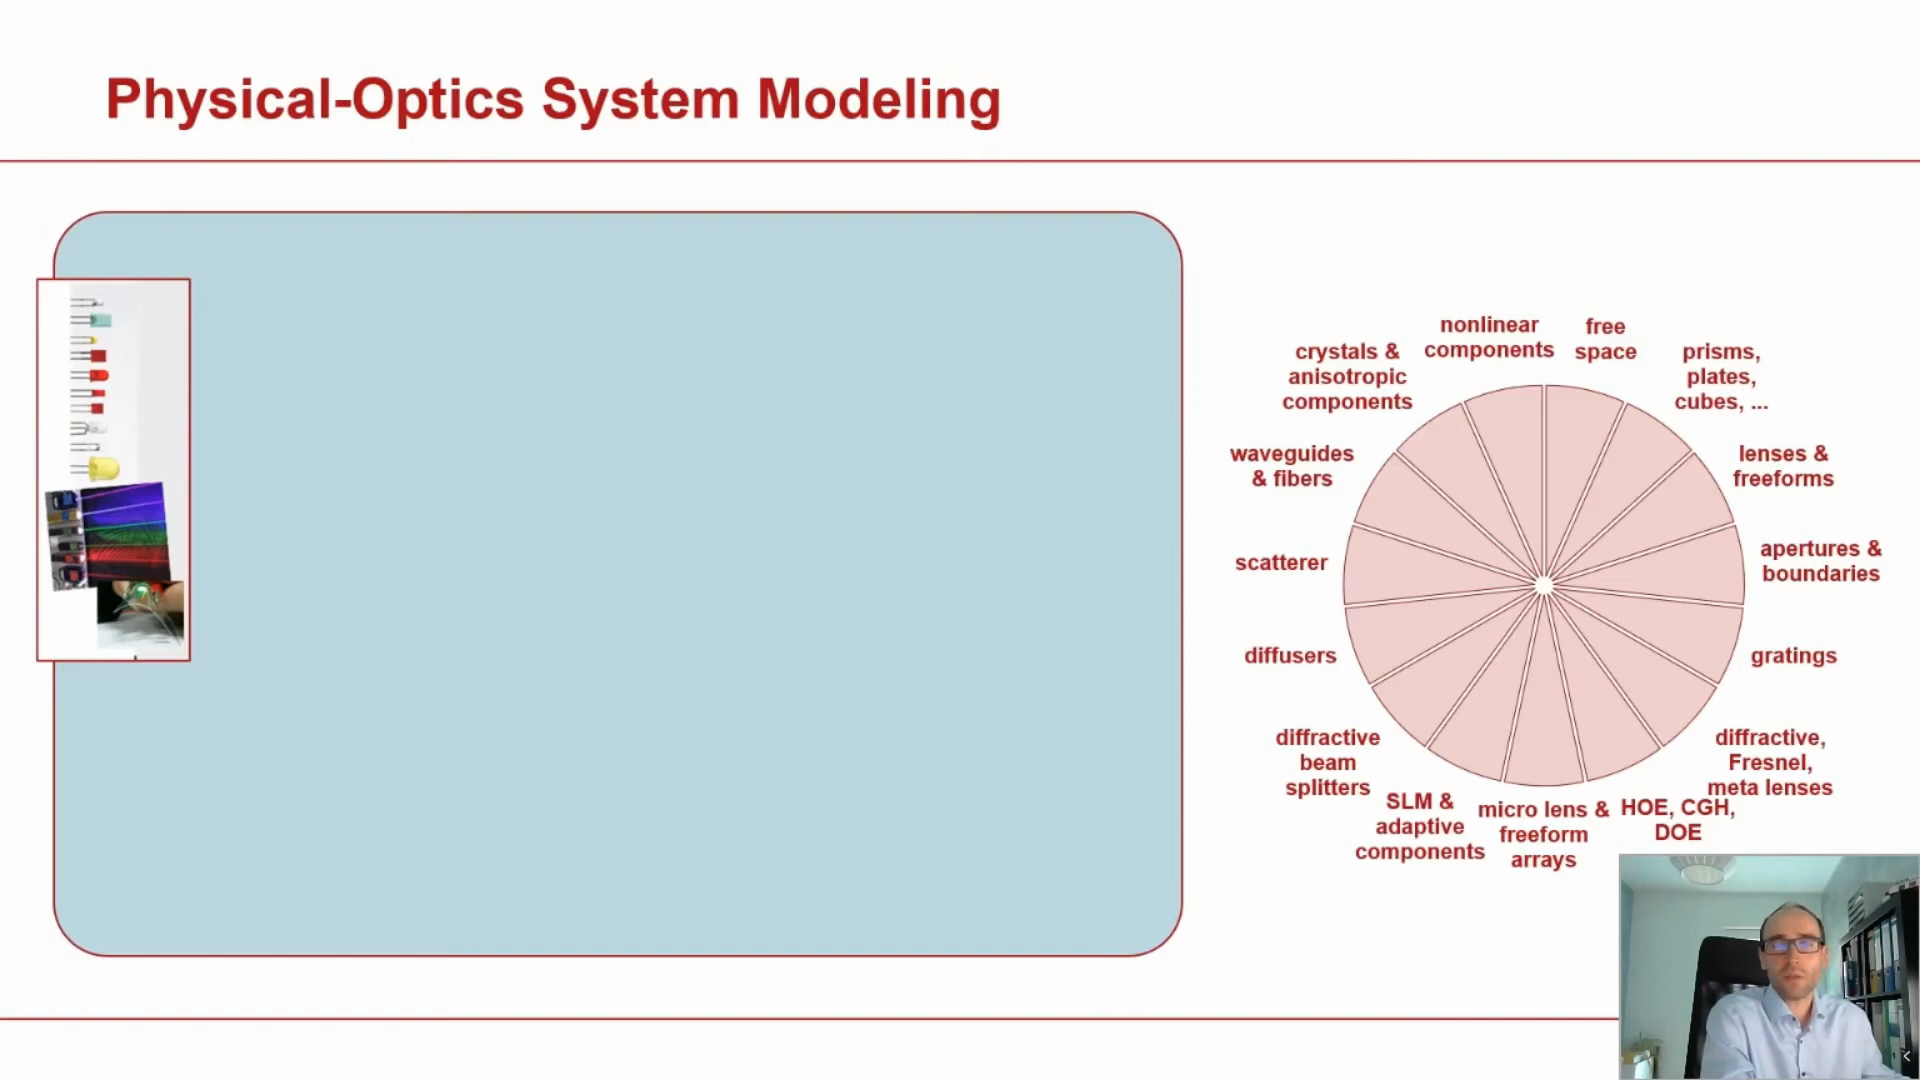 Physical-Optics System Modeling
nonlinear
components
free
space
prisms,
plates,
cubes, ...
lenses &
freeforms
apertures &
boundaries
gratings
diffractive,
Fresnel,
meta lenses
HOE, CGH,
DOE
micro lens &
freeform
arrays
SLM &
adaptive
components
diffractive
beam
splitters
diffusers
scatterer
waveguides
& fibers
crystals &
anisotropic
components